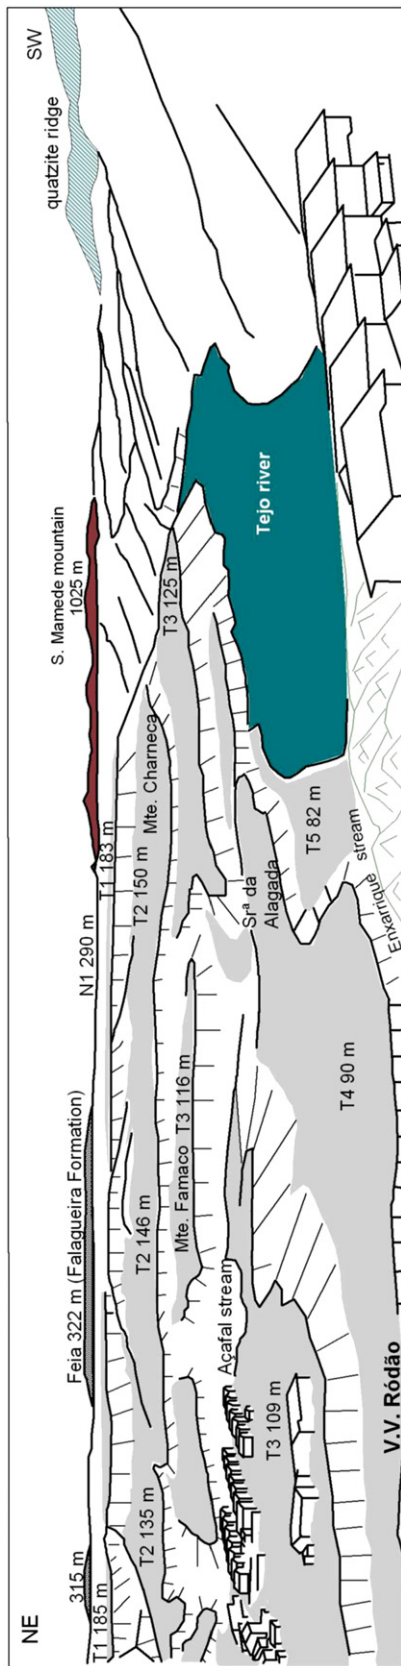 NE
SW
quatzite ridge
S. Mamede mountain
1025 m
N1 290 m
Feia 322 m (Falagueira Formation)
315 m
T1 185 m
T1 183 m
T2 135 m
T2 146 m
T2 150 m
Mte. Charneca
T3 125 m
Mte. Famaco T3 116 m
Açafal stream
T3 109 m
Srª da
Alagada
Tejo river
T5 82 m
T4 90 m
Enxarrique stream
V.V. Ródão